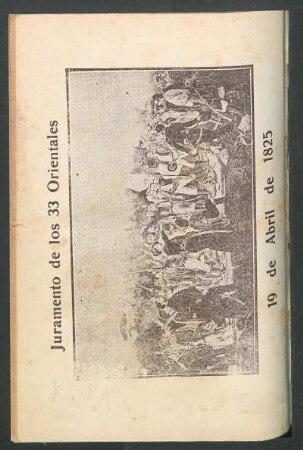 Juramento de los 33 Orientales
19 de Abril de 1825